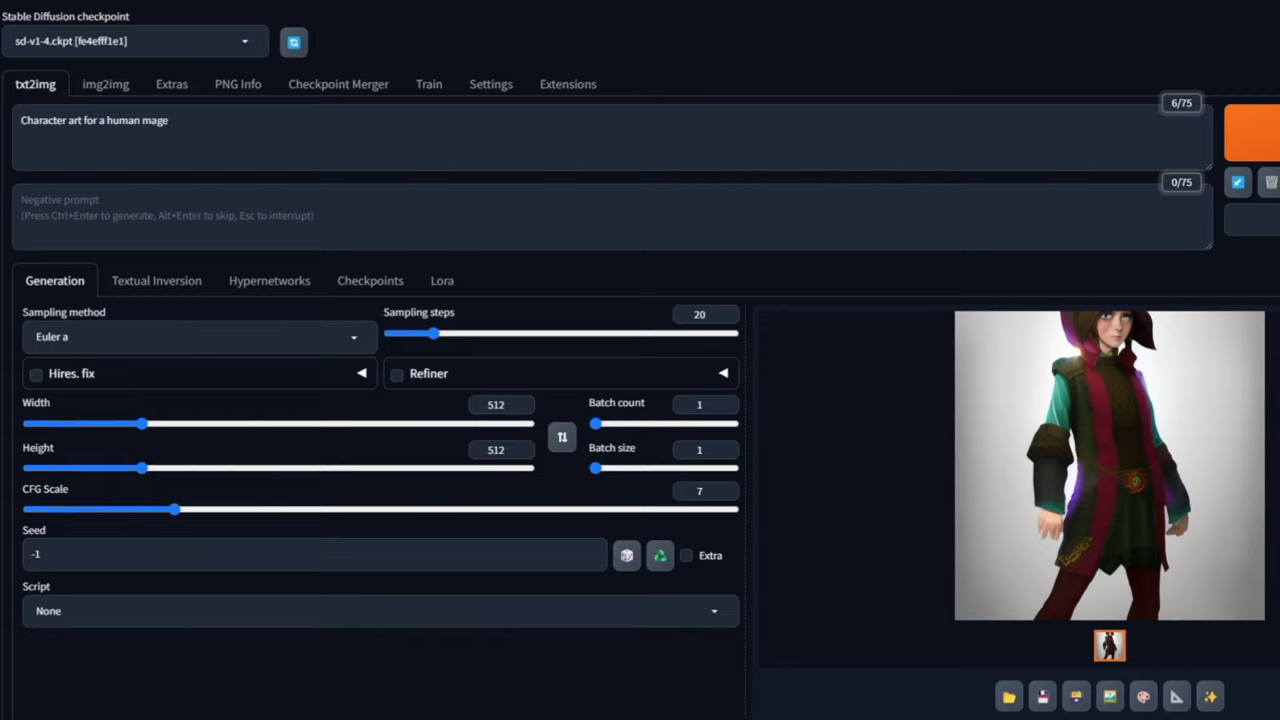 Stable Diffusion checkpoint
sd-v1-4.ckpt [fe4efff1e1]
txt2img img2img Extras PNG Info Checkpoint Merger Train Settings Extensions
6/75
Character art for a human mage
0/75
Negative prompt
(Press Ctrl+Enter to generate, Alt+Enter to skip, Esc to interrupt)
Generation Textual Inversion Hypernetworks Checkpoints Lora
Sampling method Sampling steps 20
Euler a
Hires. fix Refiner
Width 512 Batch count 1
Height 512 Batch size 1
CFG Scale 7
Seed
-1 Extra
Script
None